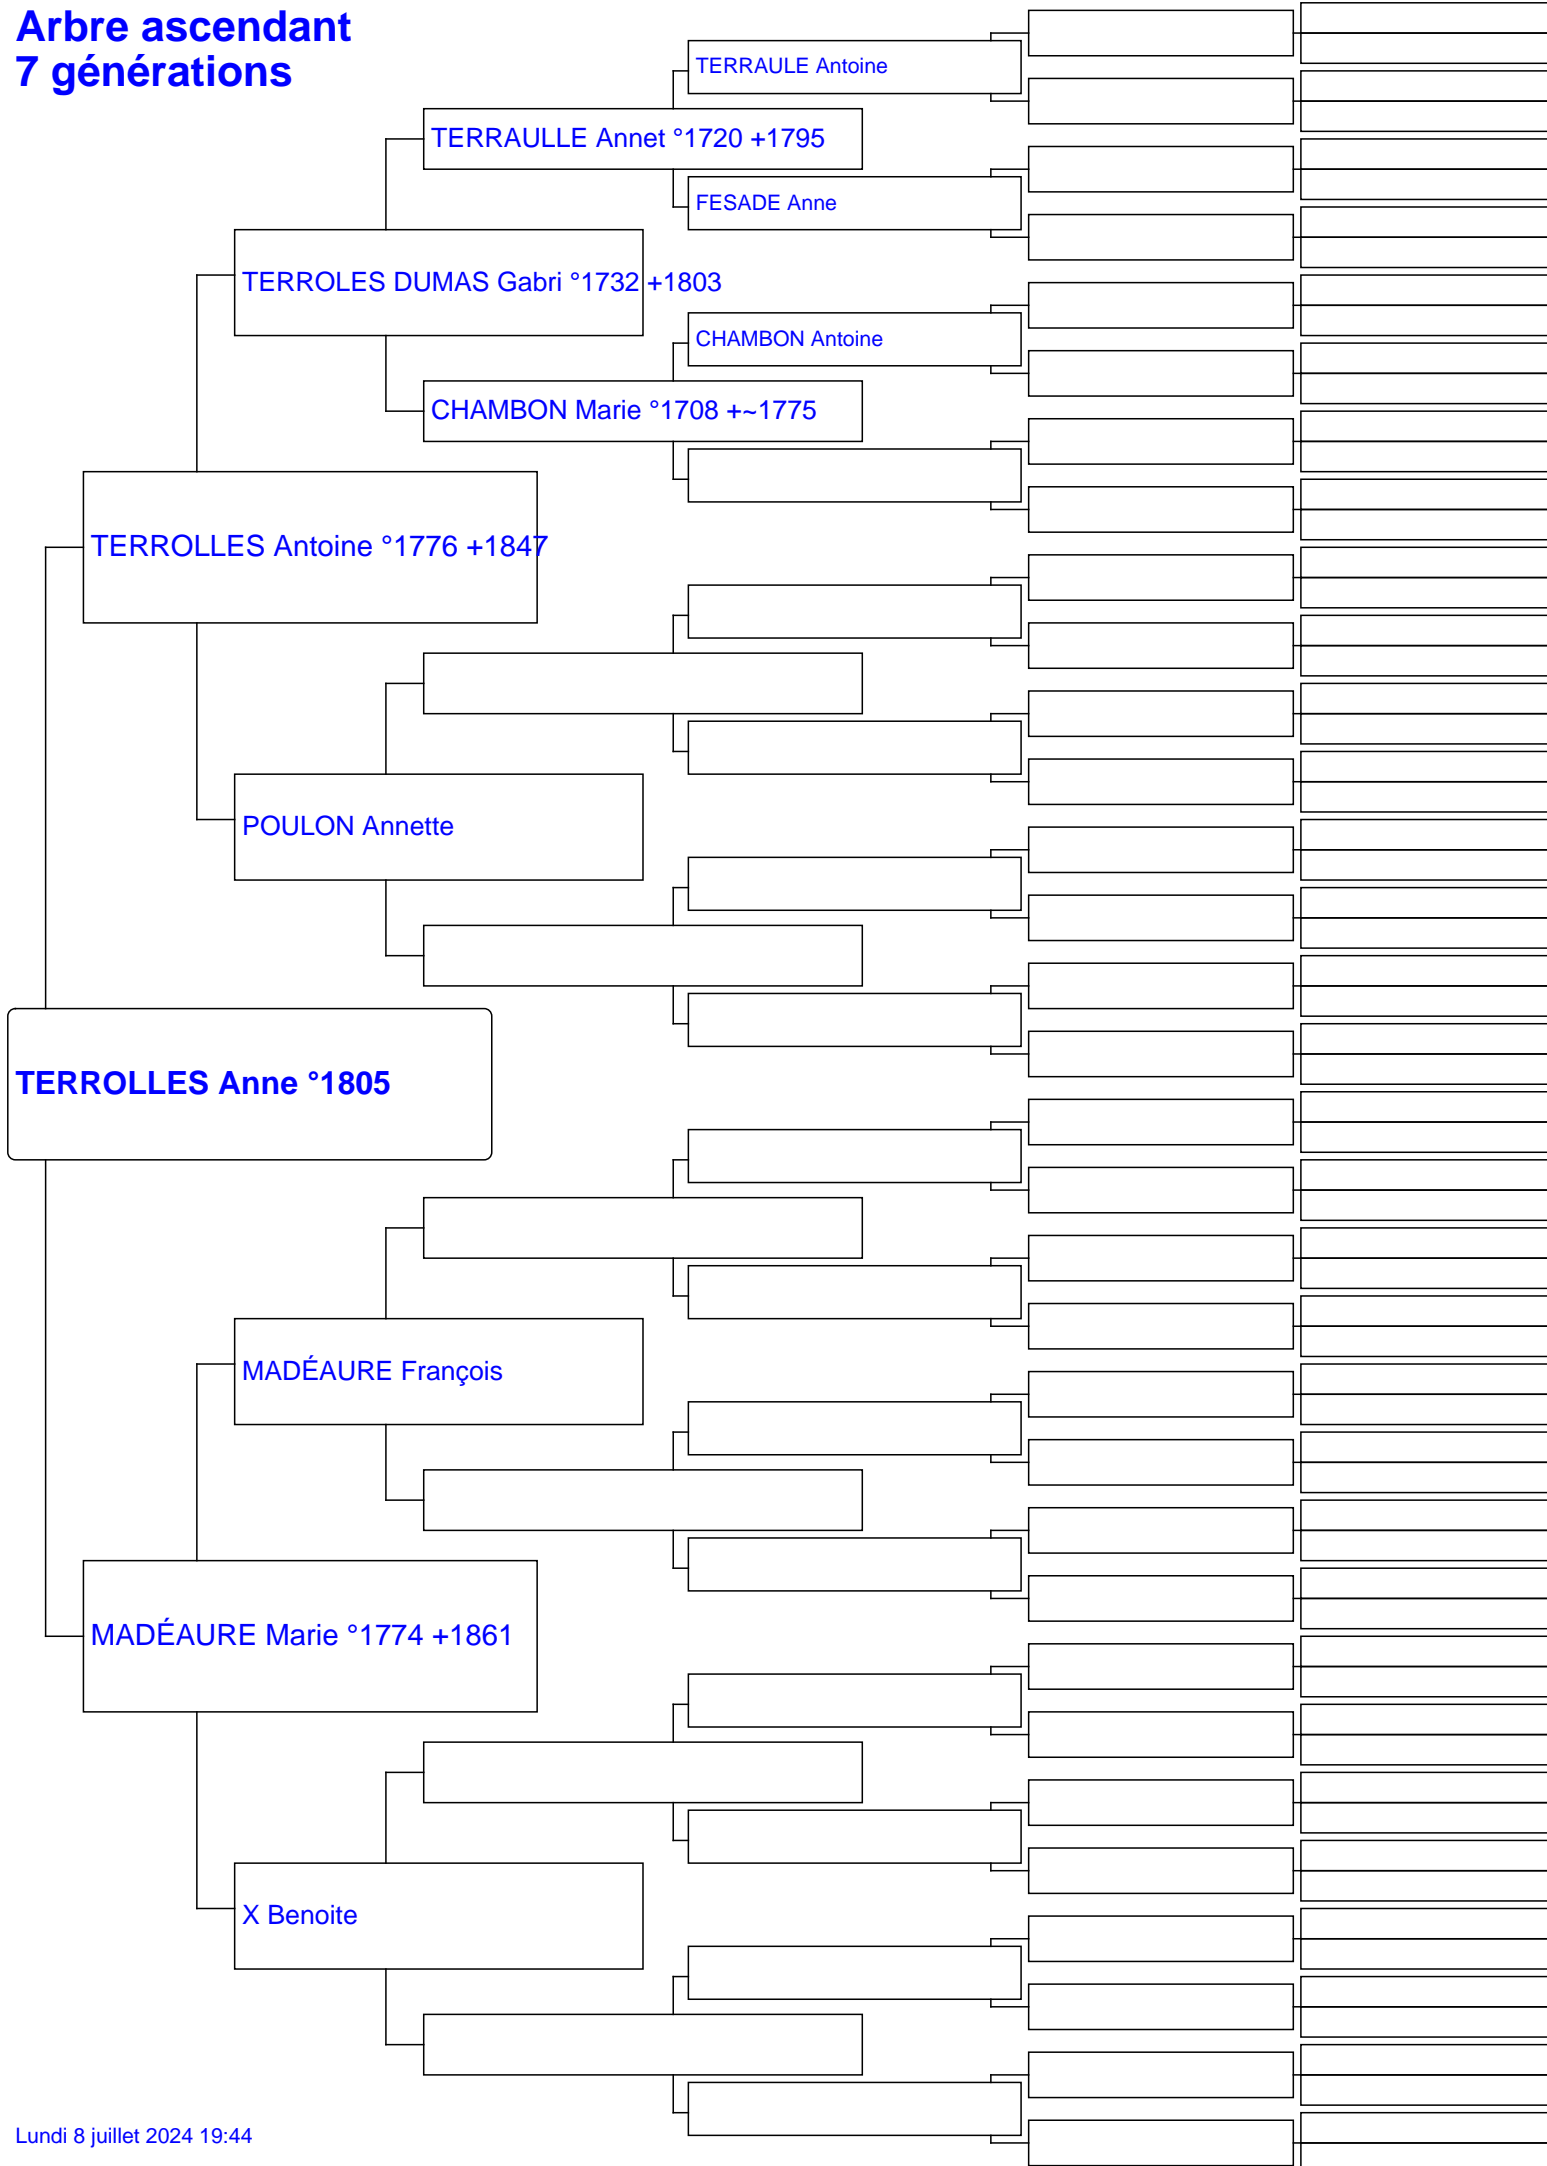 Arbre ascendant
7 générations
TERRAULE Antoine
TERRAULLE Annet °1720 +1795
FESADE Anne
TERROLES DUMAS Gabri °1732 +1803
CHAMBON Antoine
CHAMBON Marie °1708 +~1775
TERROLLES Antoine °1776 +1847
POULON Annette
TERROLLES Anne °1805
MADÉAURE François
MADÉAURE Marie °1774 +1861
X Benoite
Lundi 8 juillet 2024 19:44